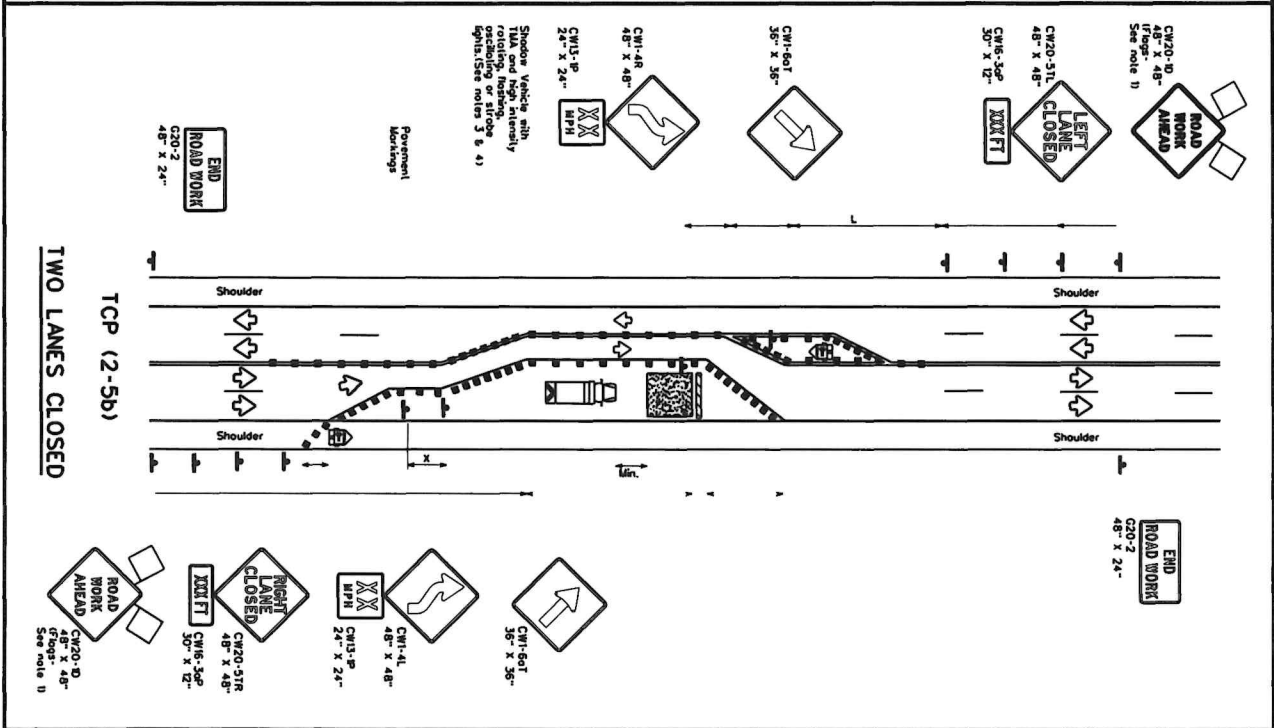 CW20-1D
48" X 48"
(Flags-
See note 1)
ROAD
WORK
AHEAD
CW20-5TL
48" X 48"
LEFT
LANE
CLOSED
CW16-3aP
30" X 12"
XXX FT
CW1-6aT
36" X 36"
CW1-4R
48" X 48"
CW13-1P
24" X 24"
XX
MPH
Shadow Vehicle with
TMA and high intensity
rotating, flashing,
oscillating or strobe
lights.(See notes 3 & 4)
Pavement
Markings
END
ROAD WORK
G20-2
48" X 24"
L
Shoulder
Shoulder
Shoulder
Shoulder
X
Min.
TCP (2-5b)
TWO LANES CLOSED
END
ROAD WORK
G20-2
48" X 24"
CW1-6aT
36" X 36"
CW1-4L
48" X 48"
XX
MPH
CW13-1P
24" X 24"
RIGHT
LANE
CLOSED
CW20-5TR
48" X 48"
XXX FT
CW16-3aP
30" X 12"
ROAD
WORK
AHEAD
CW20-1D
48" X 48"
(Flags-
See note 1)